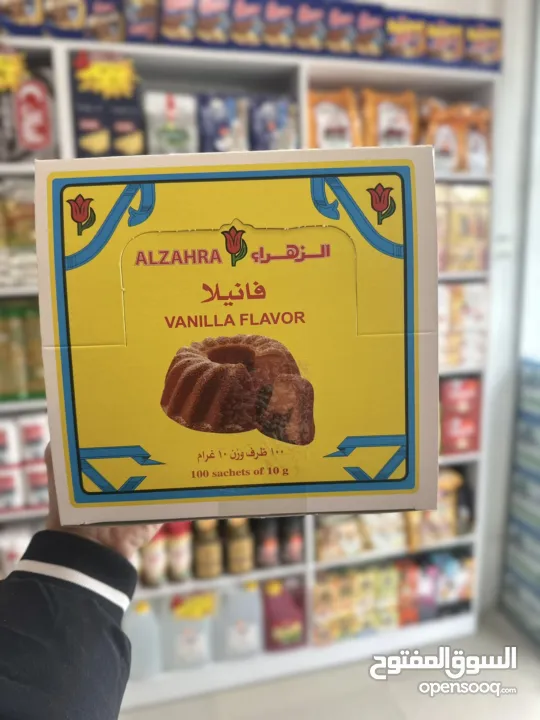 ALZAHRA الزهراء
فانيلا
VANILLA FLAVOR
١٠٠ ظرف وزن ١٠ غرام
100 sachets of 10 g
السوق المفتوح
opensooq.com